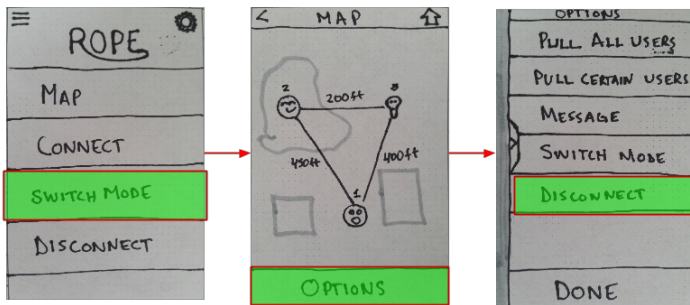 ROPE
MAP
CONNECT
SWITCH MODE
DISCONNECT
MAP
2
3
200ft
450ft
400ft
1
OPTIONS
OPTIONS
PULL ALL USERS
PULL CERTAIN USERS
MESSAGE
SWITCH MODE
DISCONNECT
DONE